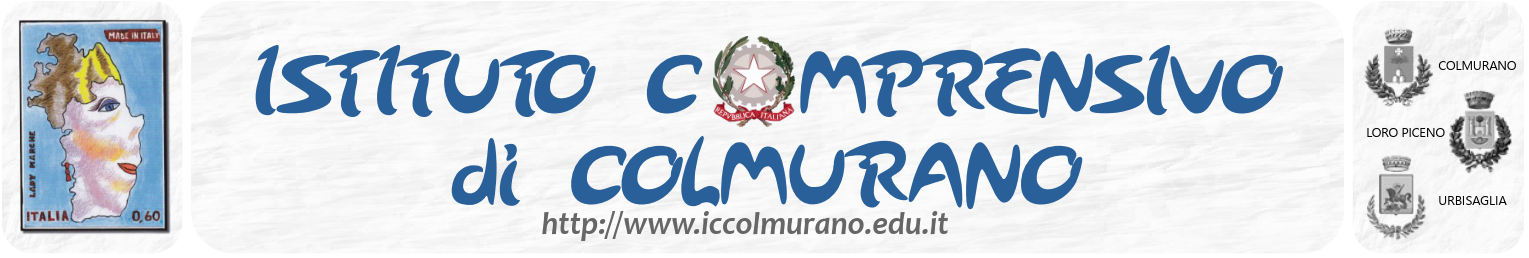 MADE IN ITALY
LADY MARCHE
ITALIA 0,60
ISTITUTO COMPRENSIVO
REPVBBLICA ITALIANA
di COLMURANO
http://www.iccolmurano.edu.it
COLMURANO
LORO PICENO
URBISAGLIA